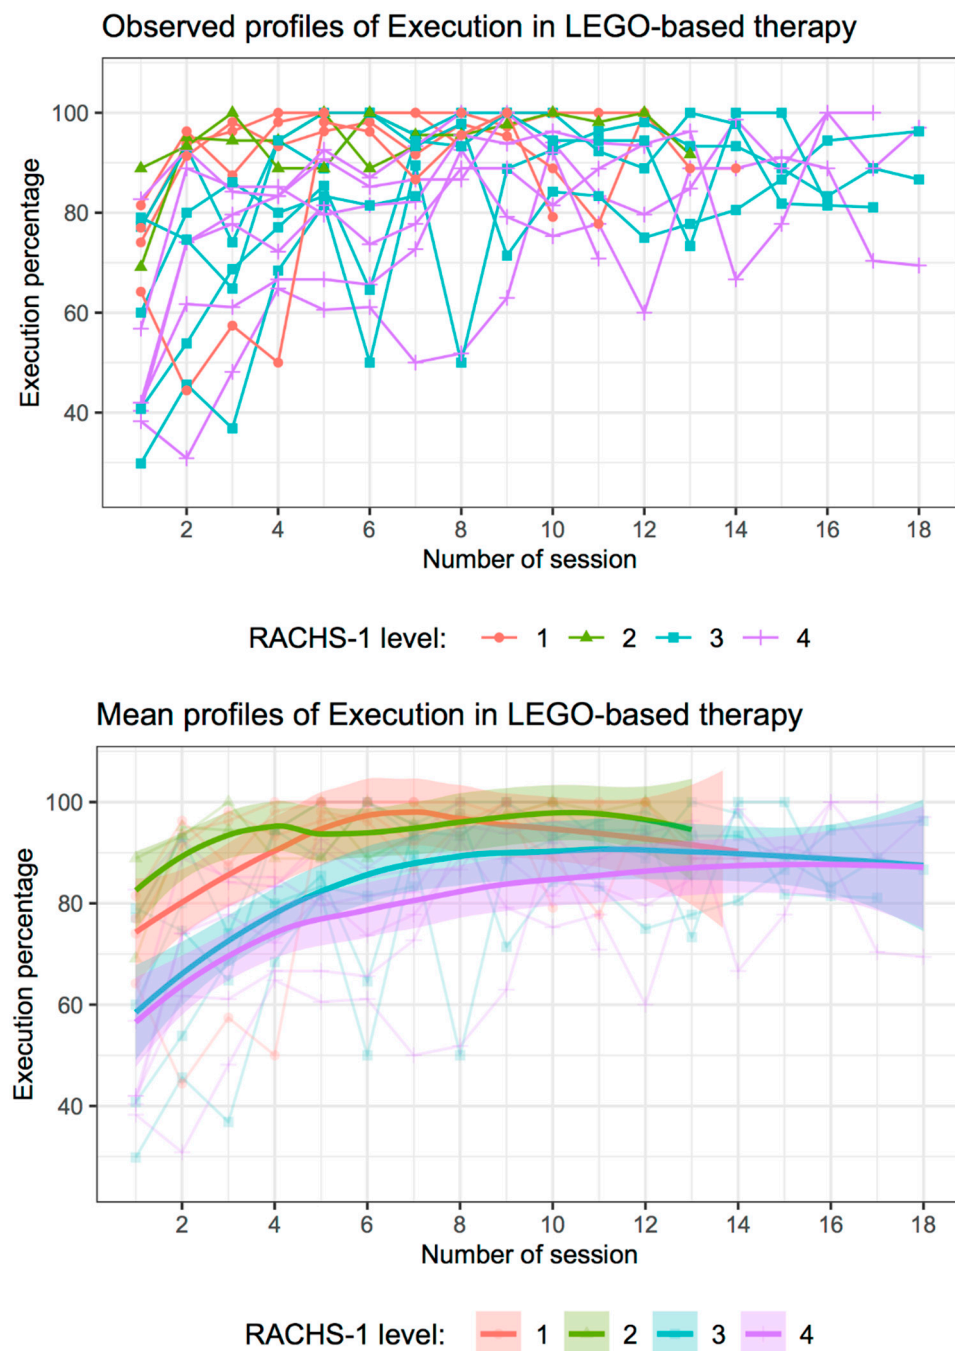 Observed profiles of Execution in LEGO-based therapy
100
80
60
40
Execution percentage
2 4 6 8 10 12 14 16 18
Number of session
RACHS-1 level: 1 2 3 4
Mean profiles of Execution in LEGO-based therapy
100
80
60
40
Execution percentage
2 4 6 8 10 12 14 16 18
Number of session
RACHS-1 level: 1 2 3 4